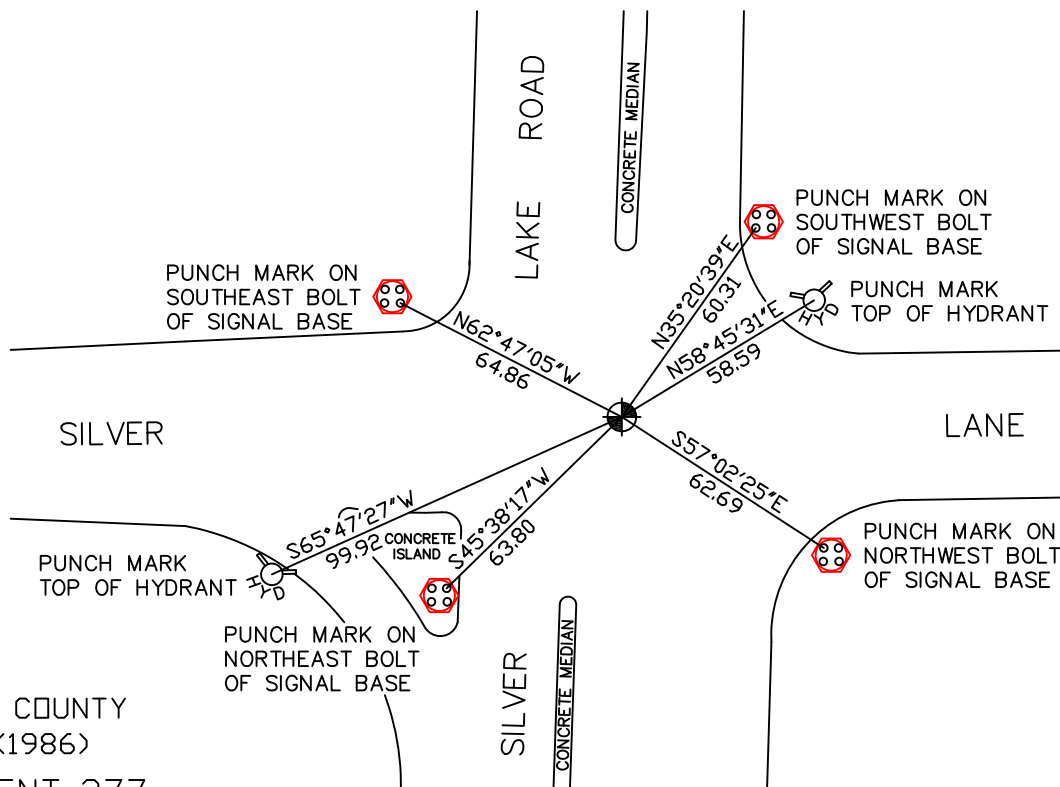 LAKE ROAD
CONCRETE MEDIAN
PUNCH MARK ON
SOUTHWEST BOLT
OF SIGNAL BASE
PUNCH MARK ON
SOUTHEAST BOLT
OF SIGNAL BASE
N35°20'39"E
60.31
PUNCH MARK
TOP OF HYDRANT
HYD
N62°47'05"W
64.86
N58°45'31"E
58.59
SILVER
LANE
S57°02'25"E
62.69
S65°47'27"W
99.92
CONCRETE
ISLAND
S45°38'17"W
63.80
PUNCH MARK
TOP OF HYDRANT
HYD
PUNCH MARK ON
NORTHWEST BOLT
OF SIGNAL BASE
PUNCH MARK ON
NORTHEAST BOLT
OF SIGNAL BASE
SILVER
CONCRETE MEDIAN
COUNTY
(1986)